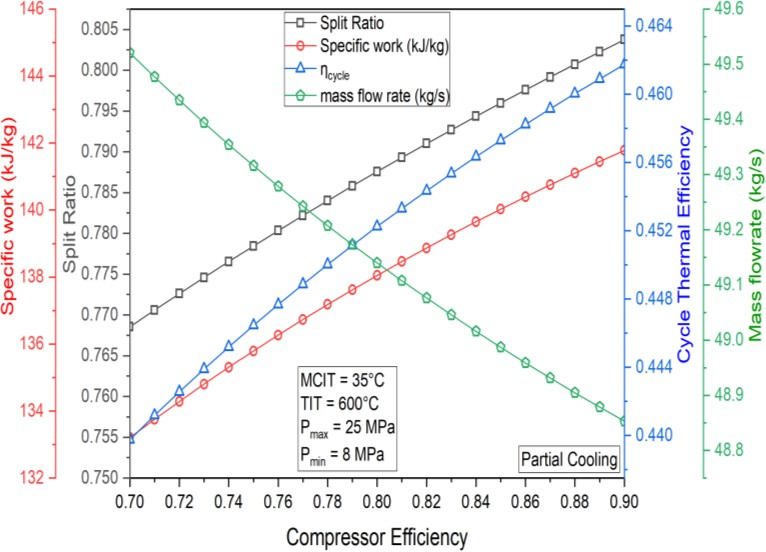 146
144
142
140
138
136
134
132
Specific work (kJ/kg)
0.805
0.800
0.795
0.790
0.785
0.780
0.775
0.770
0.765
0.760
0.755
0.750
Split Ratio
Split Ratio
Specific work (kJ/kg)
ηcycle
mass flow rate (kg/s)
MCIT = 35°C
TIT = 600°C
Pmax = 25 MPa
Pmin = 8 MPa
Partial Cooling
0.70 0.72 0.74 0.76 0.78 0.80 0.82 0.84 0.86 0.88 0.90
Compressor Efficiency
0.464
0.460
0.456
0.452
0.448
0.444
0.440
Cycle Thermal Efficiency
49.6
49.5
49.4
49.3
49.2
49.1
49.0
48.9
48.8
Mass flowrate (kg/s)